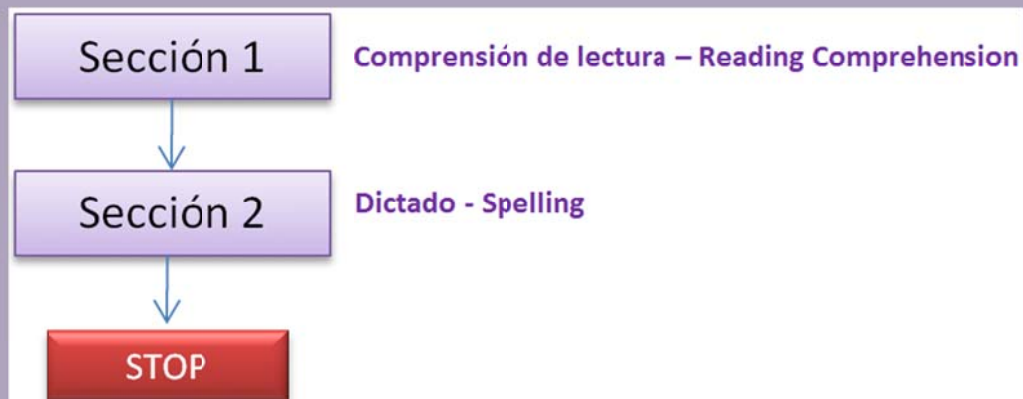 Sección 1
Comprensión de lectura – Reading Comprehension
Sección 2
Dictado - Spelling
STOP